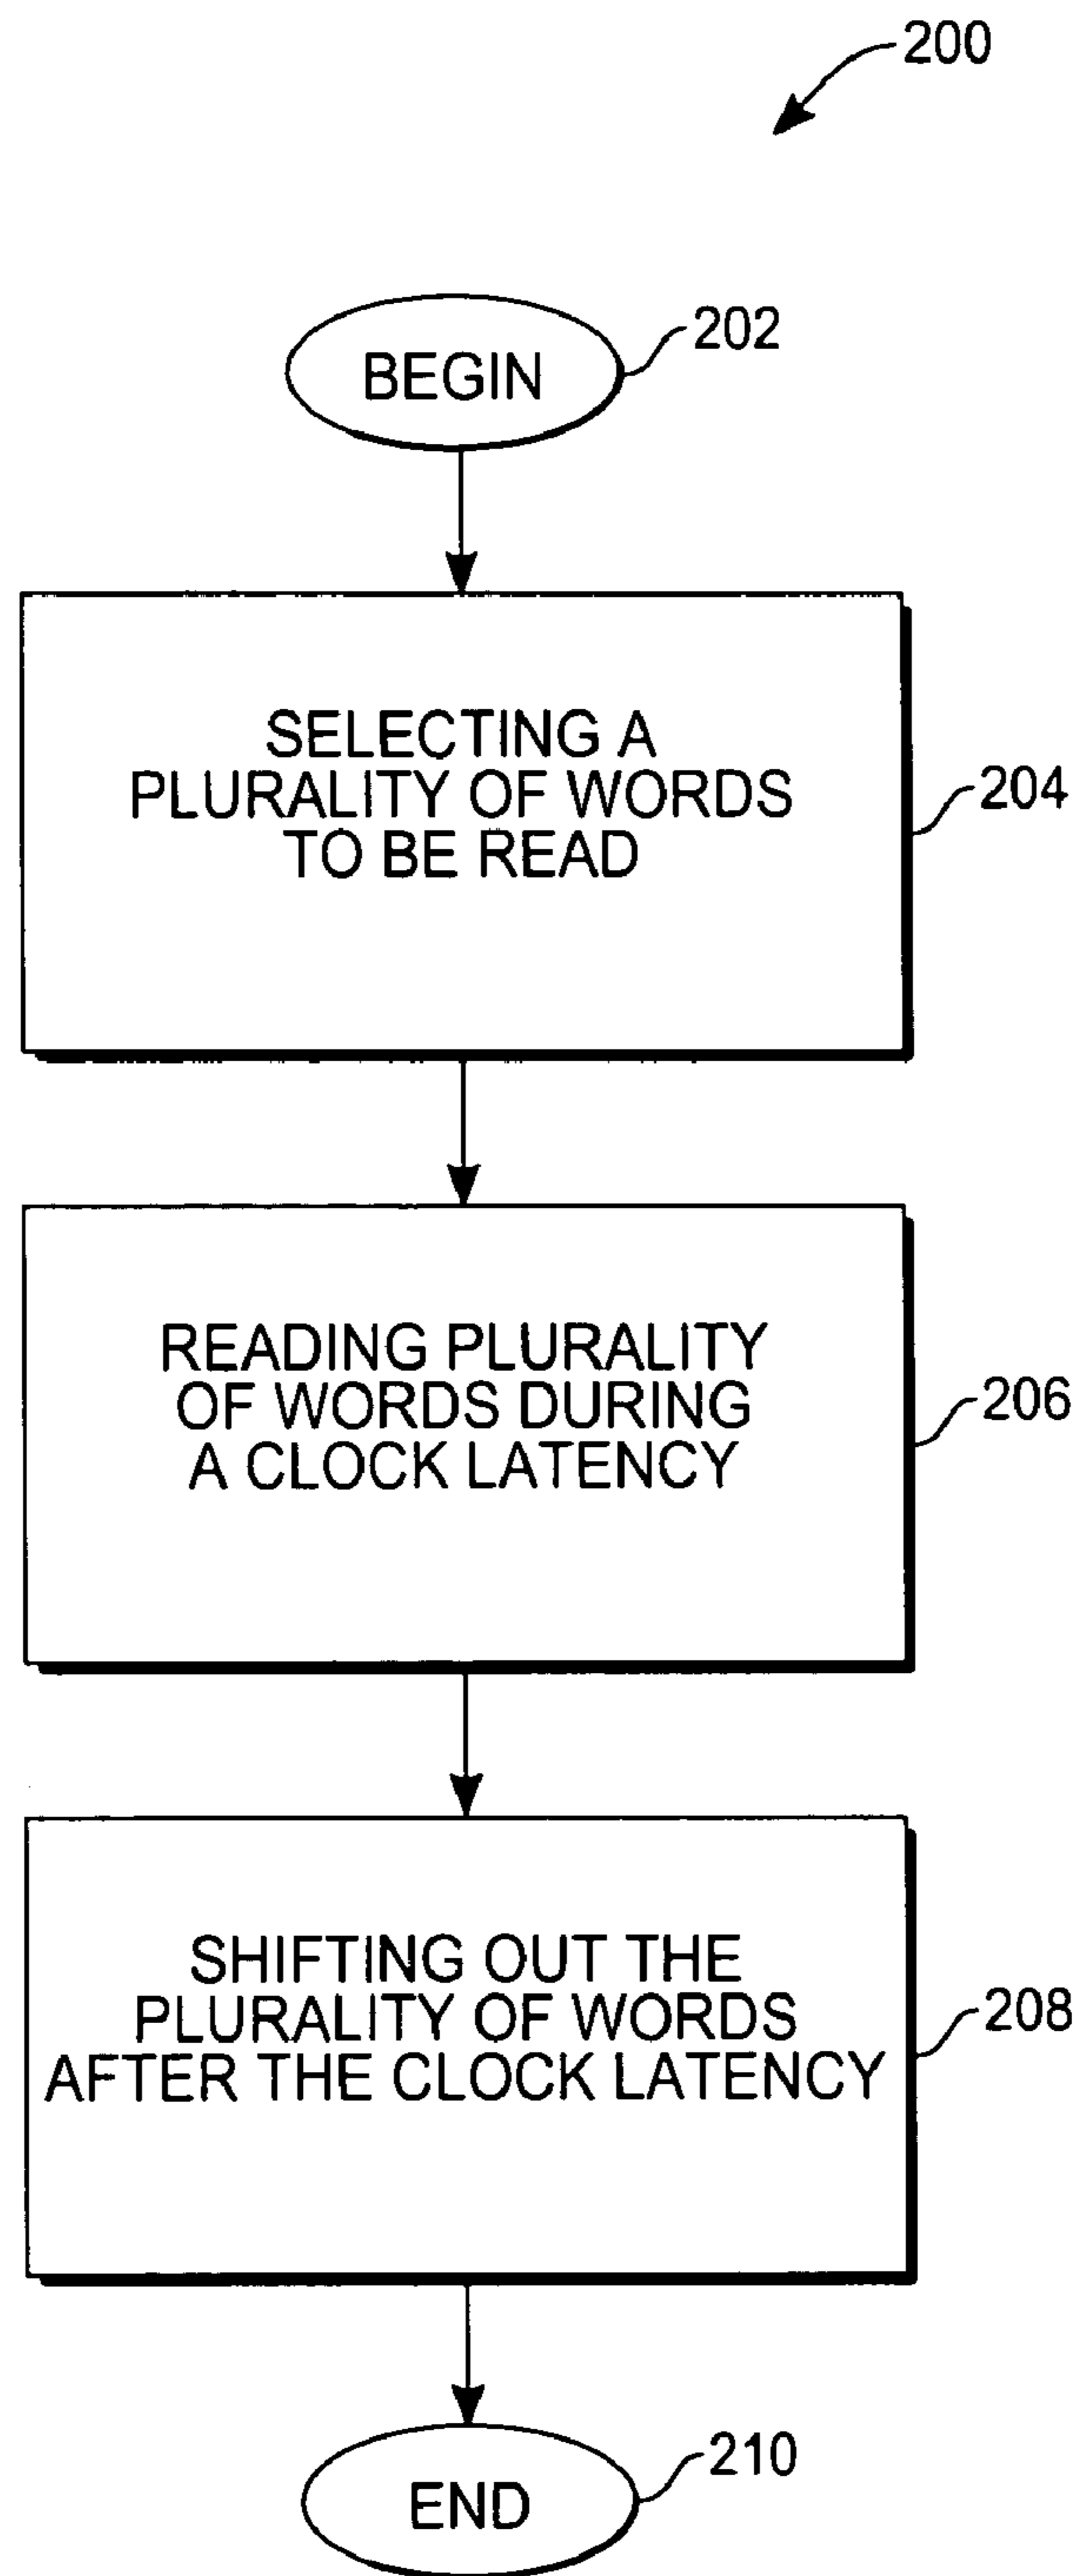 200
BEGIN
202
SELECTING A
PLURALITY OF WORDS
TO BE READ
204
READING PLURALITY
OF WORDS DURING
A CLOCK LATENCY
206
SHIFTING OUT THE
PLURALITY OF WORDS
AFTER THE CLOCK LATENCY
208
END
210